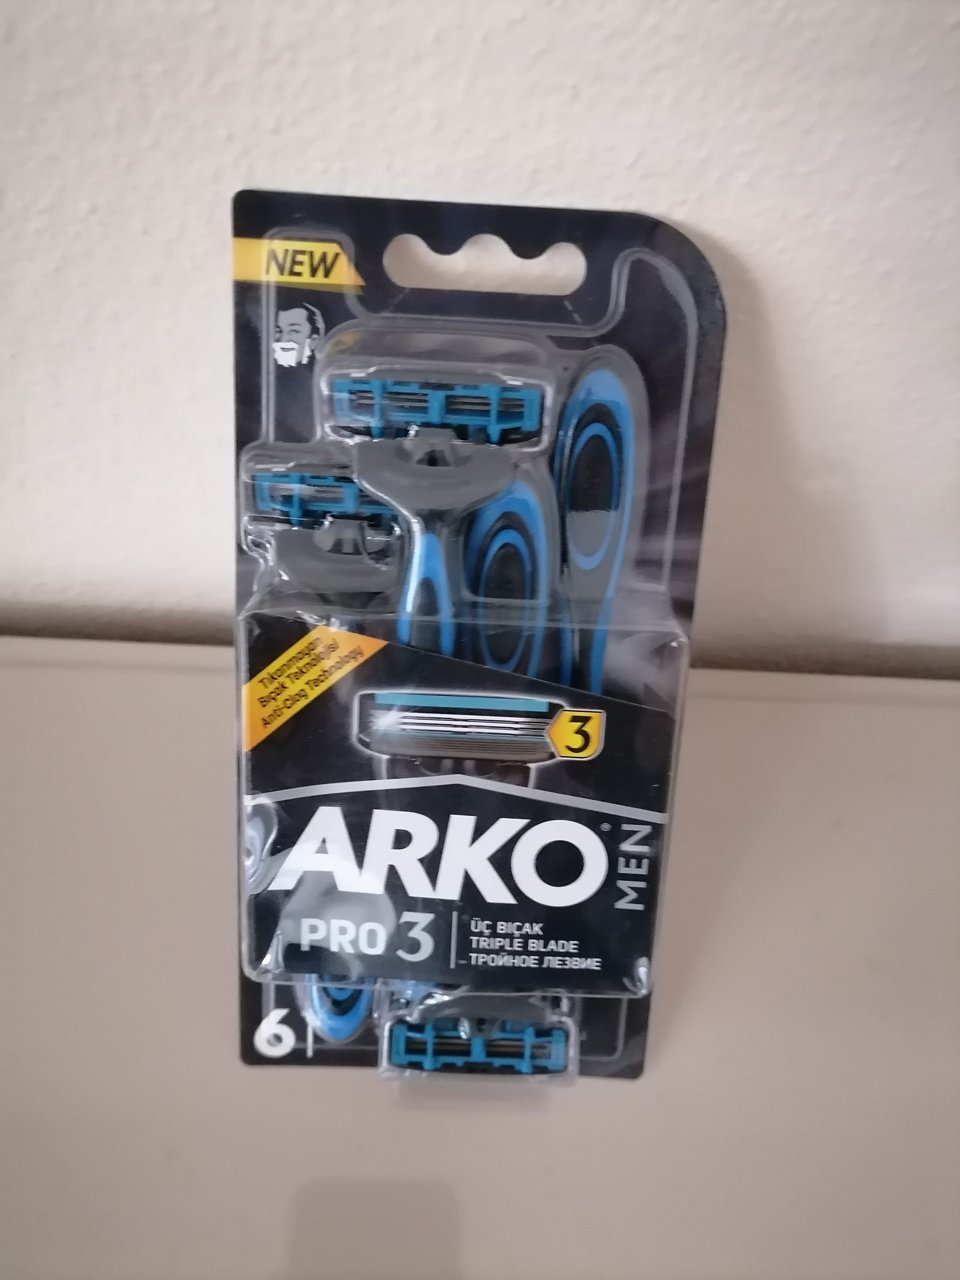 NEW
Tıkanmayan
Bıçak Teknolojisi
Anti-Clog Technology
3
ARKO®
MEN
PRO 3
ÜÇ BIÇAK
TRIPLE BLADE
ТРОЙНОЕ ЛЕЗВИЕ
6